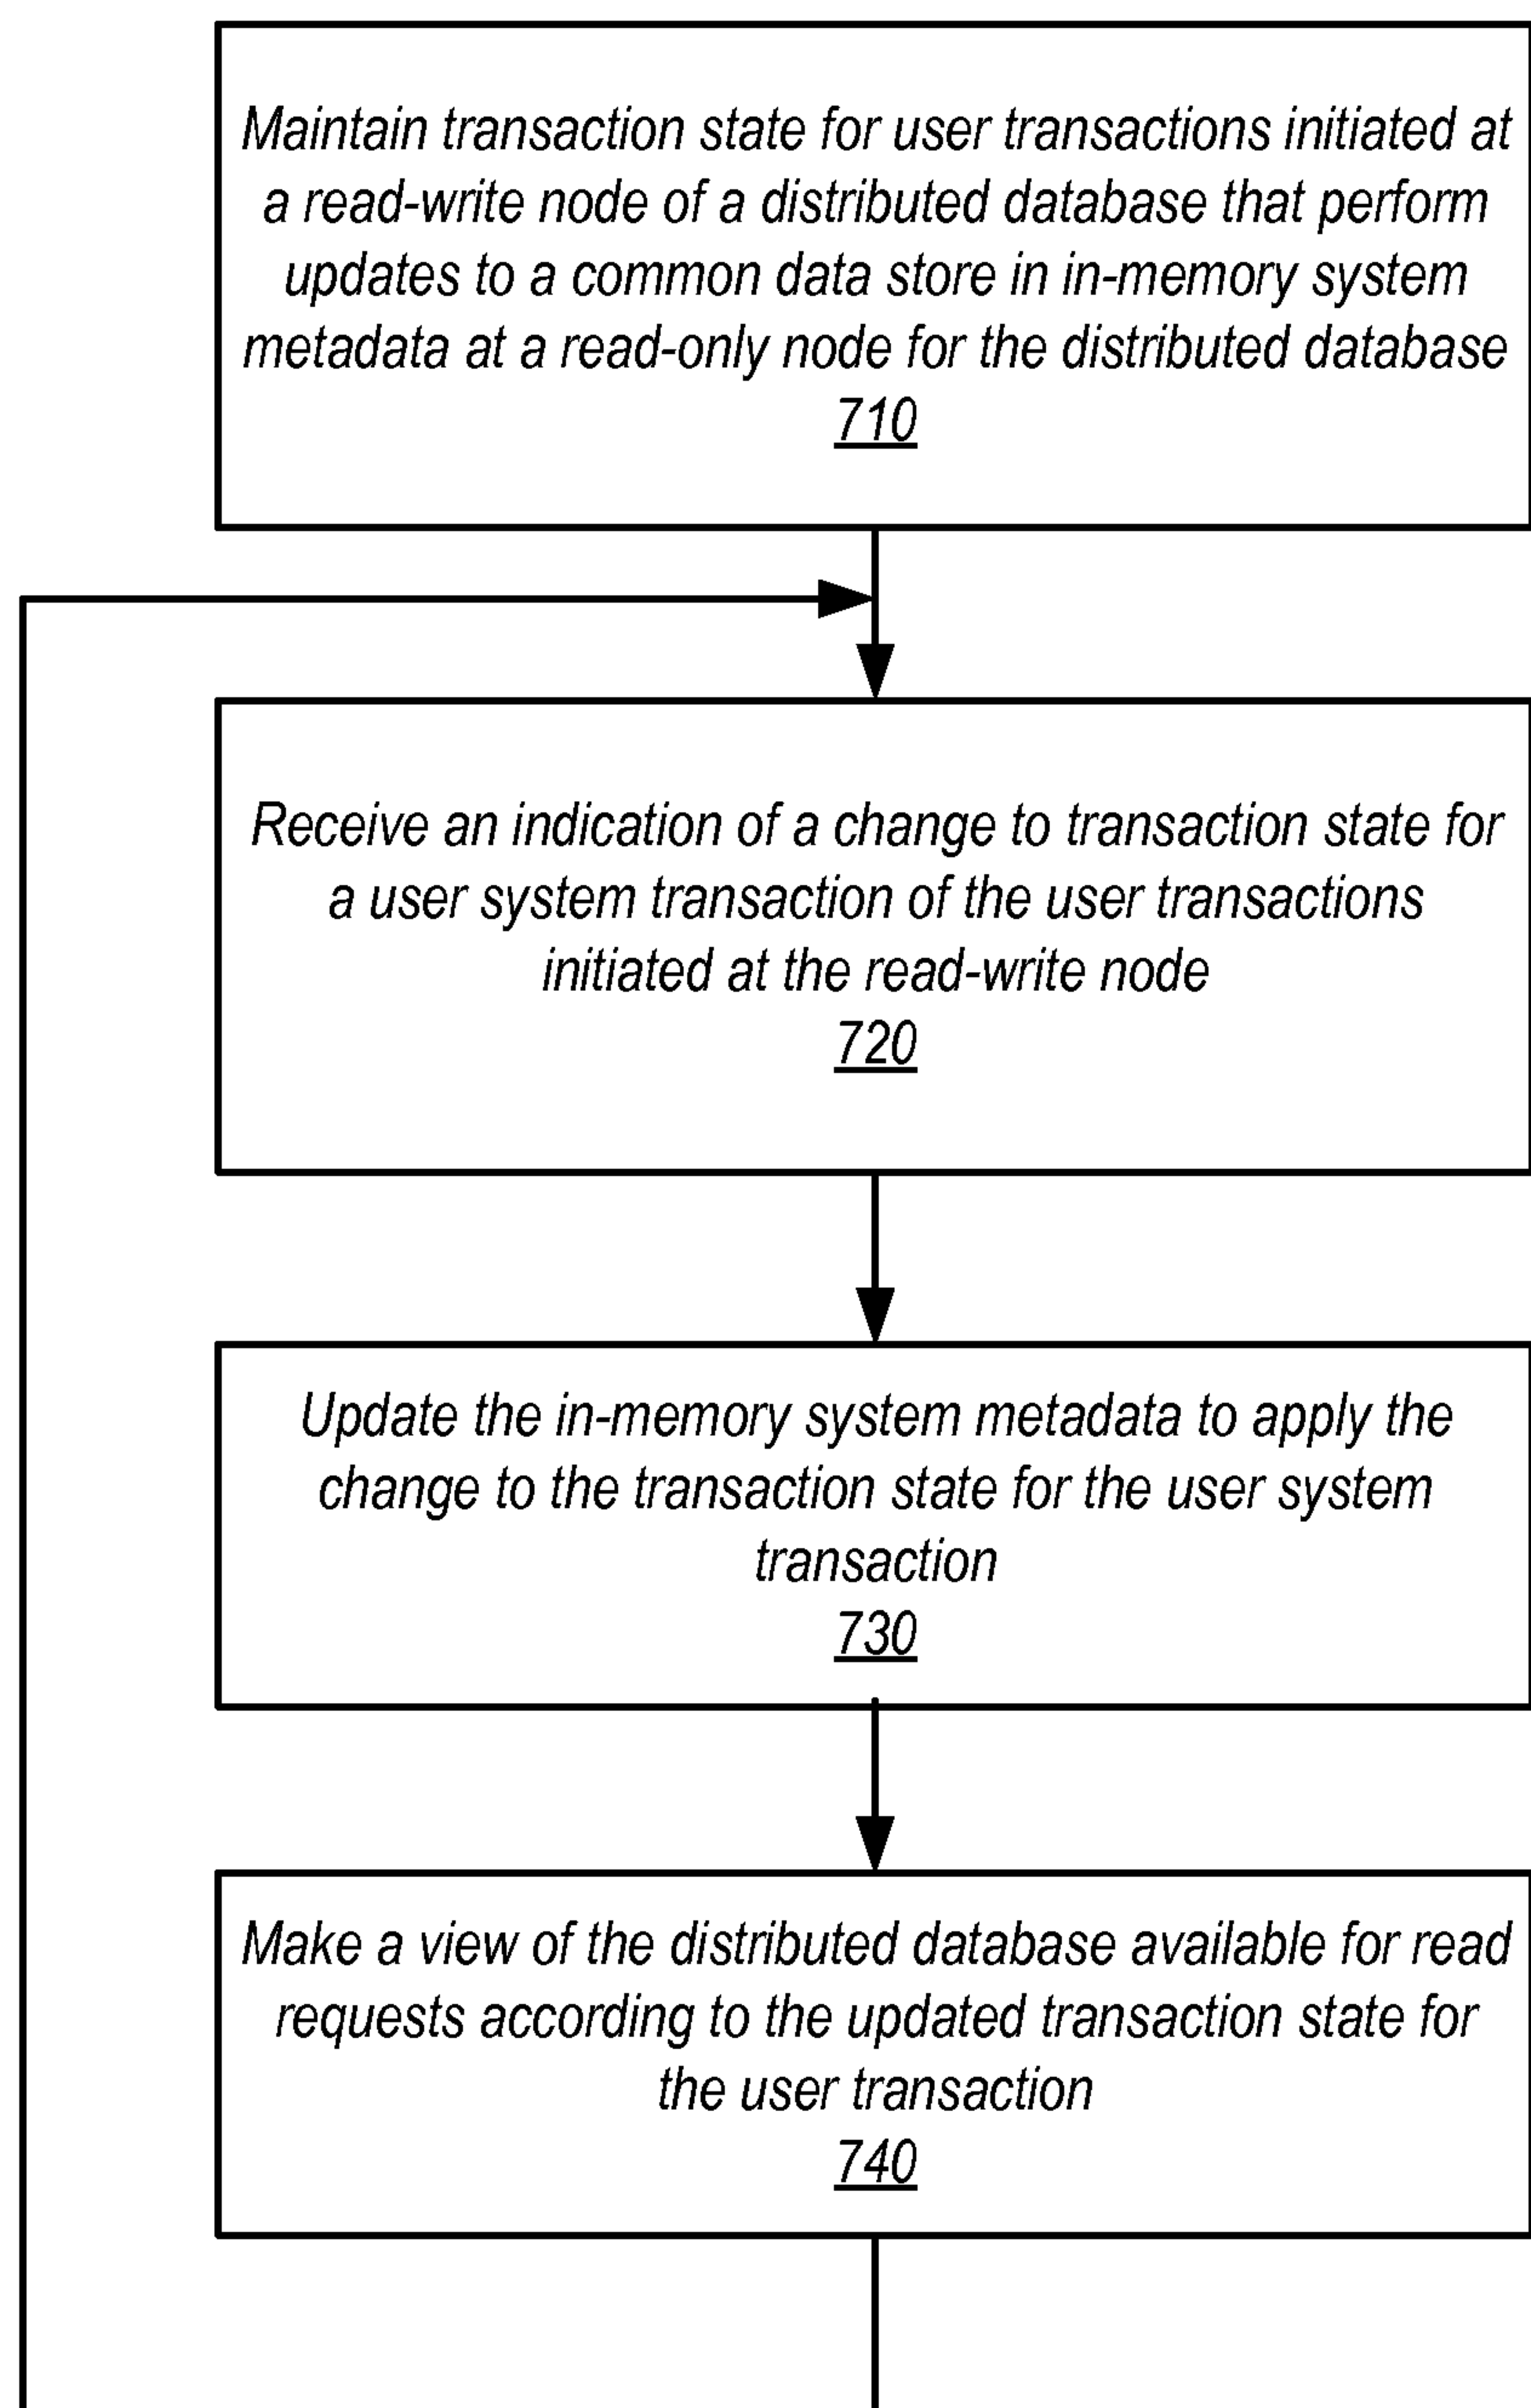 Maintain transaction state for user transactions initiated at
a read-write node of a distributed database that perform
updates to a common data store in in-memory system
metadata at a read-only node for the distributed database
710
Receive an indication of a change to transaction state for
a user system transaction of the user transactions
initiated at the read-write node
720
Update the in-memory system metadata to apply the
change to the transaction state for the user system
transaction
730
Make a view of the distributed database available for read
requests according to the updated transaction state for
the user transaction
740